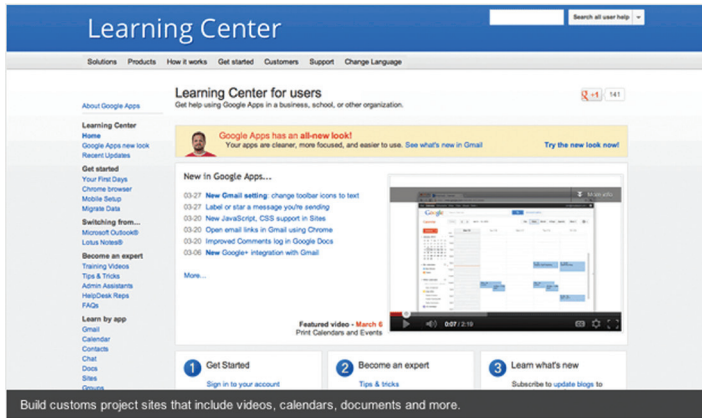 Learning Center
Search all user help
Solutions Products How it works Get started Customers Support Change Language
Learning Center for users
Get help using Google Apps in a business, school, or other organization.
+1 141
About Google Apps
Learning Center
Home
Google Apps new look
Recent Updates
Get started
Your First Days
Chrome browser
Mobile Setup
Migrate Data
Switching from...
Microsoft Outlook®
Lotus Notes®
Become an expert
Training Videos
Tips & Tricks
Admin Assistants
HelpDesk Reps
FAQs
Learn by app
Gmail
Calendar
Contacts
Chat
Docs
Sites
Groups
Google Apps has an all-new look!
Your apps are cleaner, more focused, and easier to use. See what's new in Gmail
Try the new look now!
New in Google Apps...
03-27 New Gmail setting: change toolbar icons to text
03-27 Label or star a message you're sending
03-20 New JavaScript, CSS support in Sites
03-20 Open email links in Gmail using Chrome
03-20 Improved Comments log in Google Docs
03-06 New Google+ integration with Gmail
More...
Google
0:07 / 2:19
Featured video - March 6
Print Calendars and Events
1 Get Started
Sign in to your account
2 Become an expert
Tips & tricks
3 Learn what's new
Subscribe to update blogs to
Build customs project sites that include videos, calendars, documents and more.